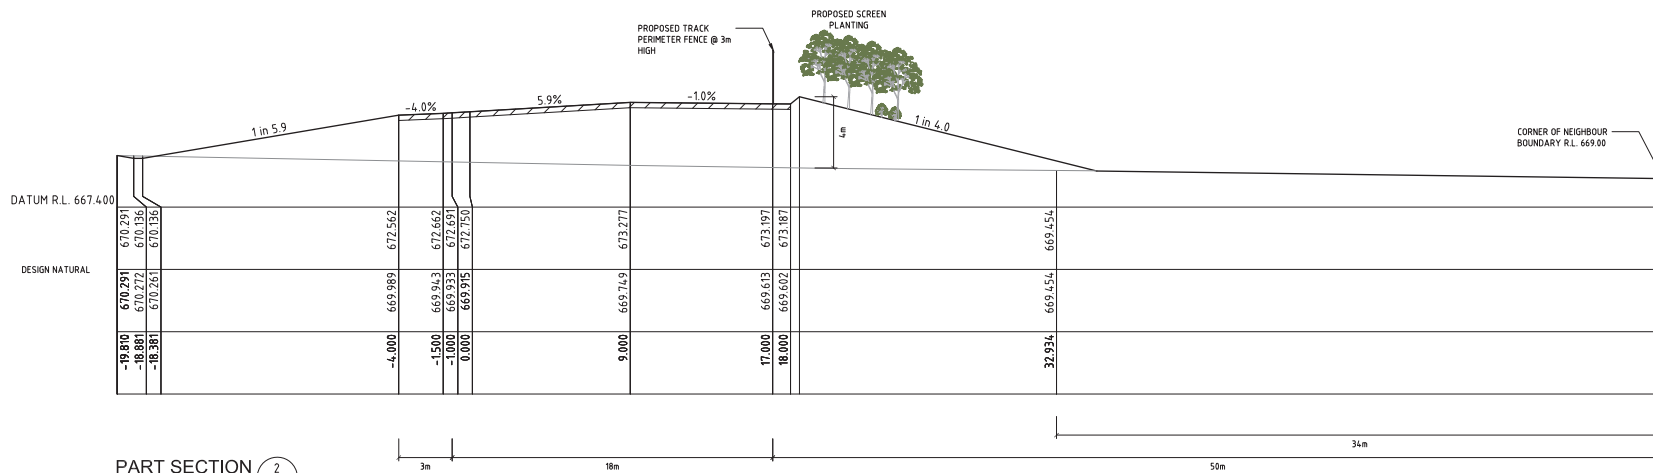 PROPOSED SCREEN
PLANTING
PROPOSED TRACK
PERIMETER FENCE @ 3m
HIGH
-4.0%
5.9%
-1.0%
1 in 5.9
1 in 4.0
4m
CORNER OF NEIGHBOUR
BOUNDARY R.L. 669.00
DATUM R.L. 667.400
670.291
670.136
670.136
672.562
672.662
672.691
672.750
673.277
673.197
673.187
669.454
DESIGN NATURAL
670.291
670.272
670.261
669.989
669.943
669.933
669.915
669.749
669.613
669.602
669.454
-19.810
-18.881
-18.381
-4.000
-1.500
-1.000
0.000
9.000
17.000
18.000
32.934
34m
3m
18m
50m
PART SECTION
2